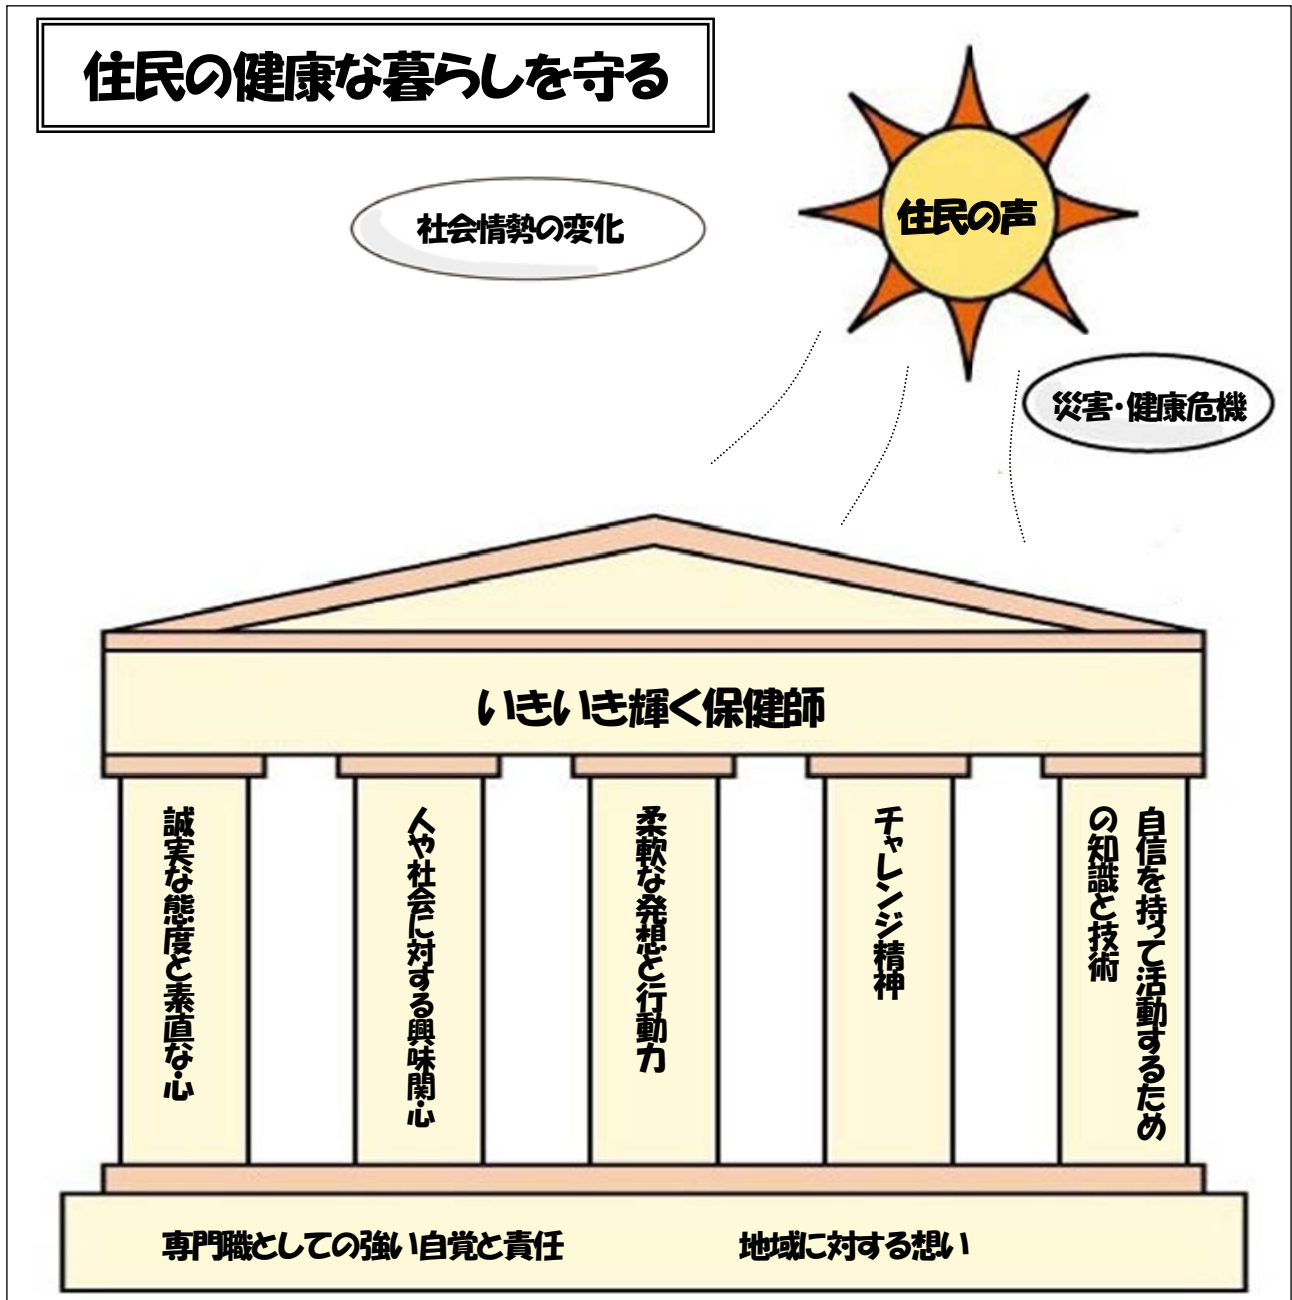 住民の健康な暮らしを守る
社会情勢の変化
住民の声
災害・健康危機
いきいき輝く保健師
誠実な態度と素直な心
人や社会に対する興味関心
柔軟な発想と行動力
チャレンジ精神
自信を持って活動するため
の知識と技術
専門職としての強い自覚と責任
地域に対する想い